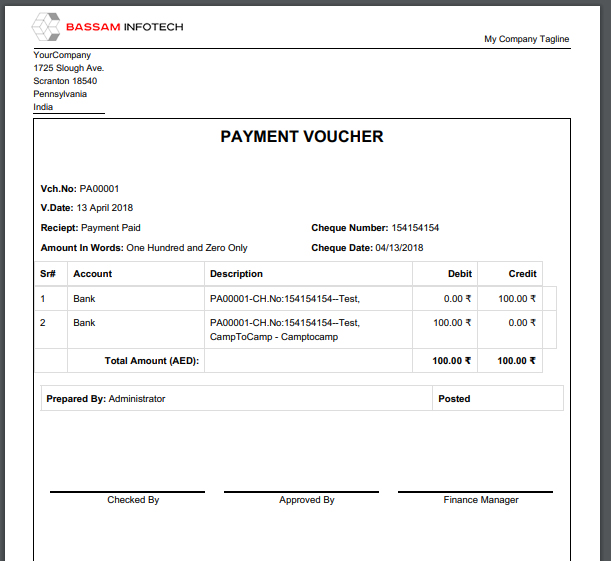 BASSAM INFOTECH
My Company Tagline
YourCompany
1725 Slough Ave.
Scranton 18540
Pennsylvania
India
PAYMENT VOUCHER
Vch.No: PA00001
V.Date: 13 April 2018
Reciept: Payment Paid Cheque Number: 154154154
Amount In Words: One Hundred and Zero Only Cheque Date: 04/13/2018
Sr# Account Description Debit Credit
1 Bank PA00001-CH.No:154154154--Test, 0.00 ₹ 100.00 ₹
2 Bank PA00001-CH.No:154154154--Test, 100.00 ₹ 0.00 ₹
CampToCamp - Camptocamp
Total Amount (AED): 100.00 ₹ 100.00 ₹
Prepared By: Administrator Posted
Checked By Approved By Finance Manager